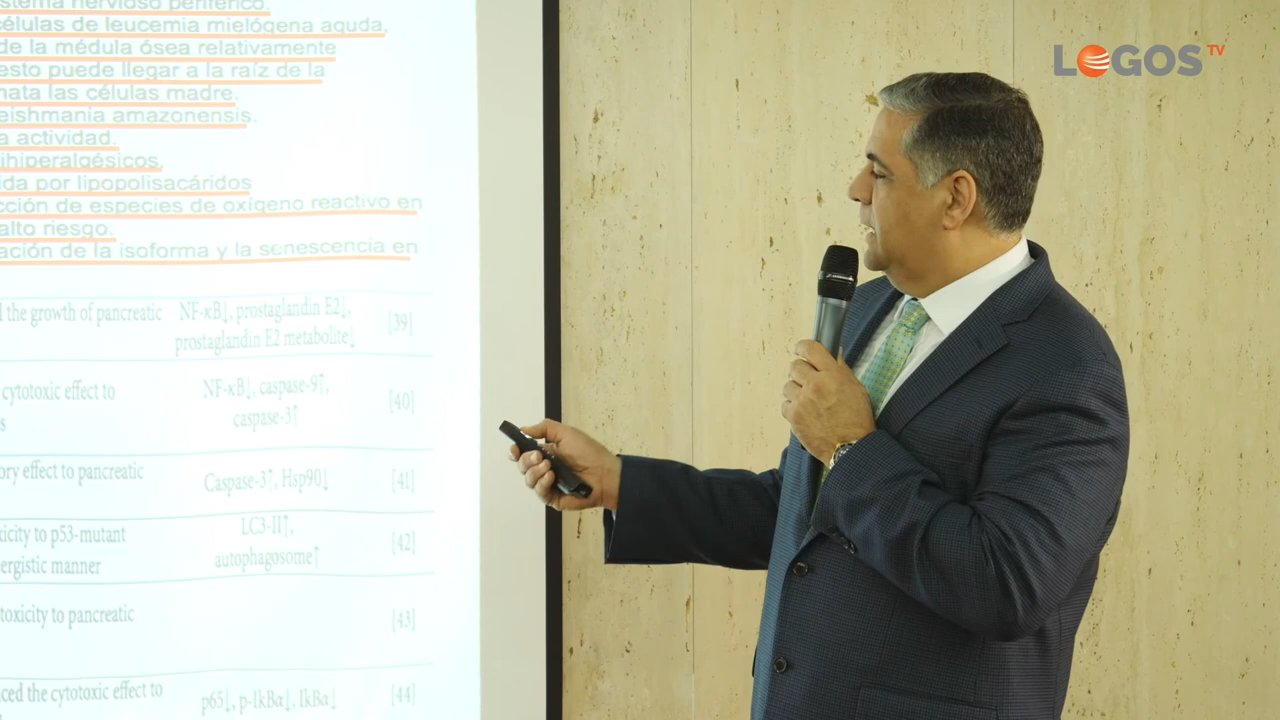 LOGOS TV
stema nervioso periférico.
células de leucemia mielógena aguda,
de la médula ósea relativamente
esto puede llegar a la raíz de la
mata las células madre.
eishmania amazonensis.
a actividad.
ihiperalgésicos,
ida por lipopolisacáridos
cción de especies de oxígeno reactivo en
alto riesgo.
ación de la isoforma y la senescencia en
d the growth of pancreatic NF-κB↓, prostaglandin E2↓, [39]
prostaglandin E2 metabolite↓
cytotoxic effect to NF-κB↓, caspase-9↑, [40]
s caspase-3↑
ory effect to pancreatic Caspase-3↑, Hsp90↓ [41]
xicity to p53-mutant LC3-II↑, [42]
ergistic manner autophagosome↑
toxicity to pancreatic [43]
ced the cytotoxic effect to p65↓, p-IkBα↓, IkBα↓ [44]